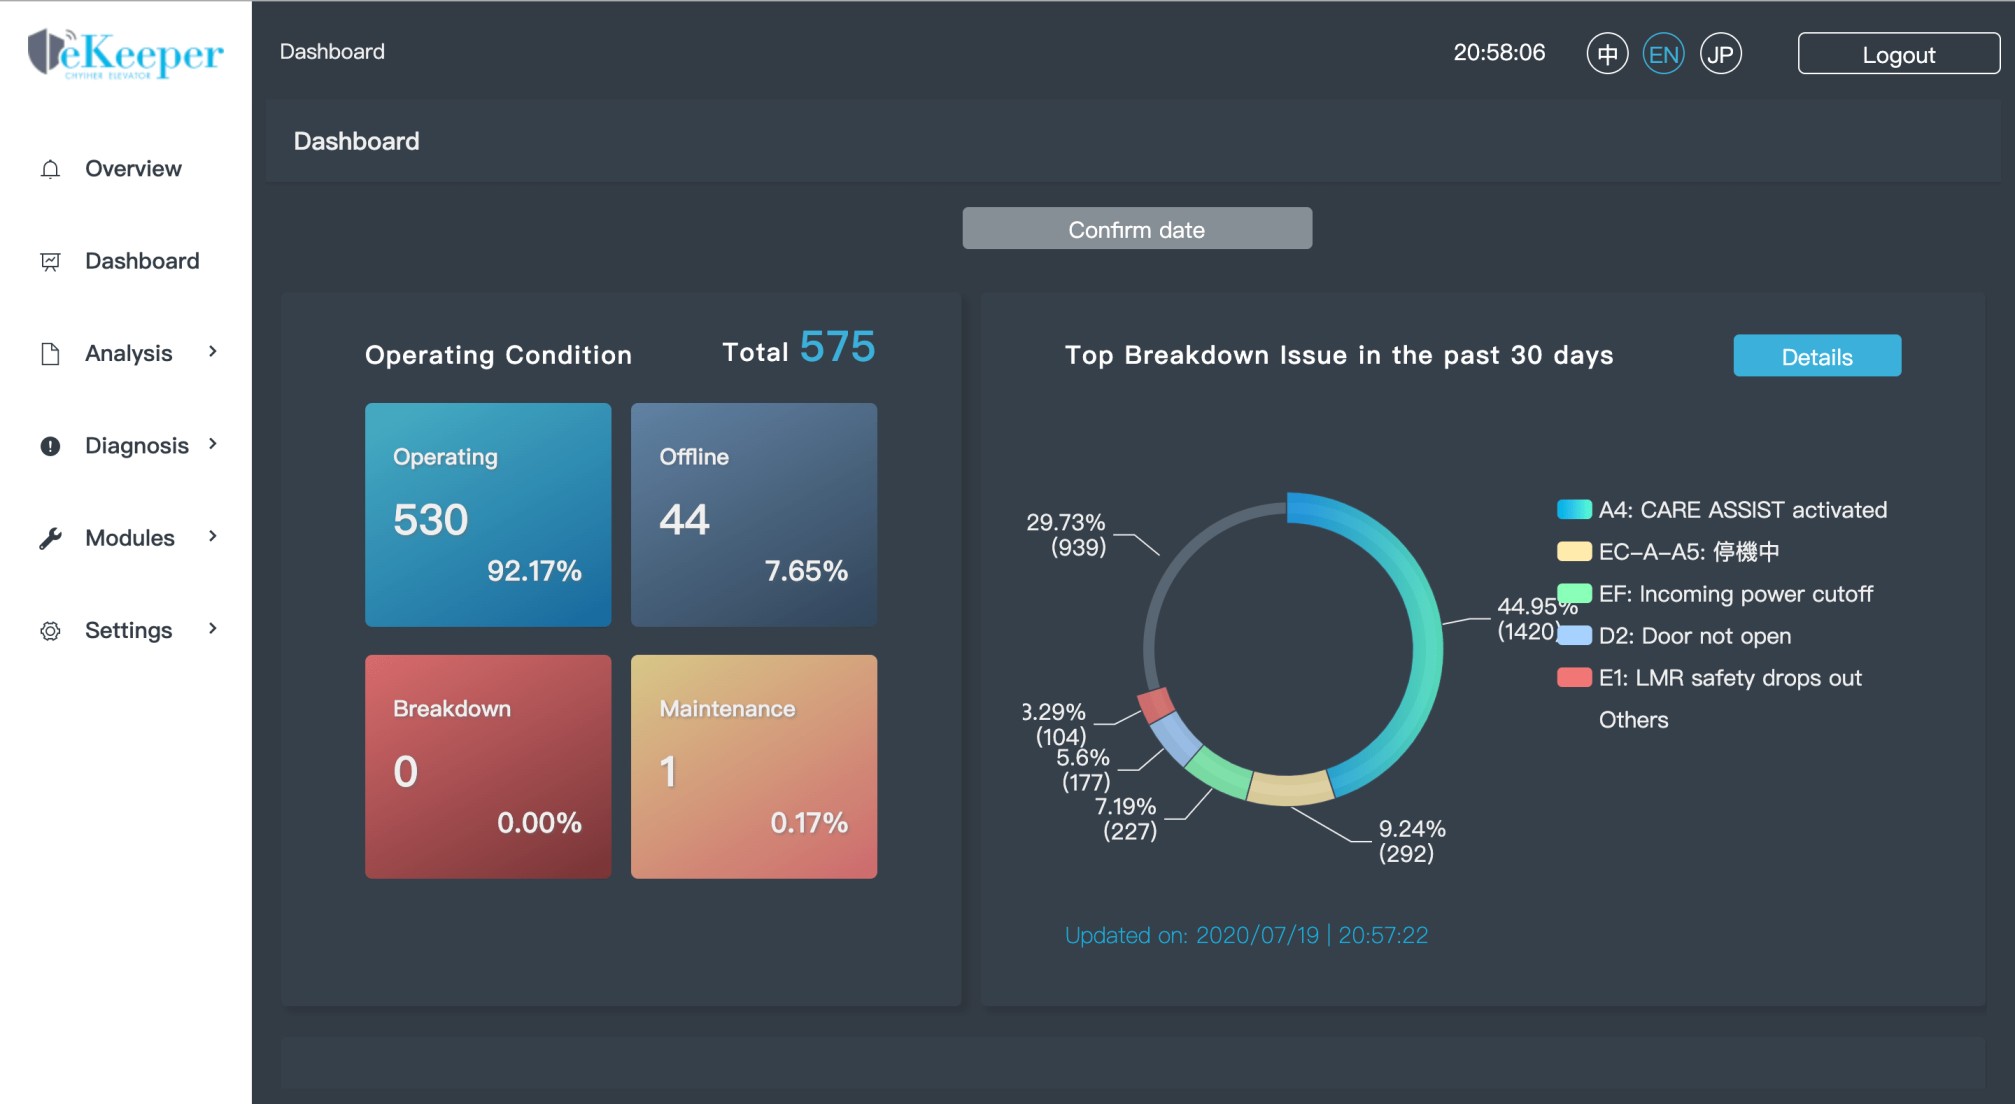 eKeeper
CHYIHER ELEVATOR
Overview
Dashboard
Analysis
Diagnosis
Modules
Settings
Dashboard
20:58:06
中
EN
JP
Logout
Dashboard
Confirm date
Operating Condition
Total 575
Operating
530
92.17%
Offline
44
7.65%
Breakdown
0
0.00%
Maintenance
1
0.17%
Top Breakdown Issue in the past 30 days
Details
29.73%
(939)
44.95%
(1420)
3.29%
(104)
5.6%
(177)
7.19%
(227)
9.24%
(292)
A4: CARE ASSIST activated
EC-A-A5: 停機中
EF: Incoming power cutoff
D2: Door not open
E1: LMR safety drops out
Others
Updated on: 2020/07/19 | 20:57:22